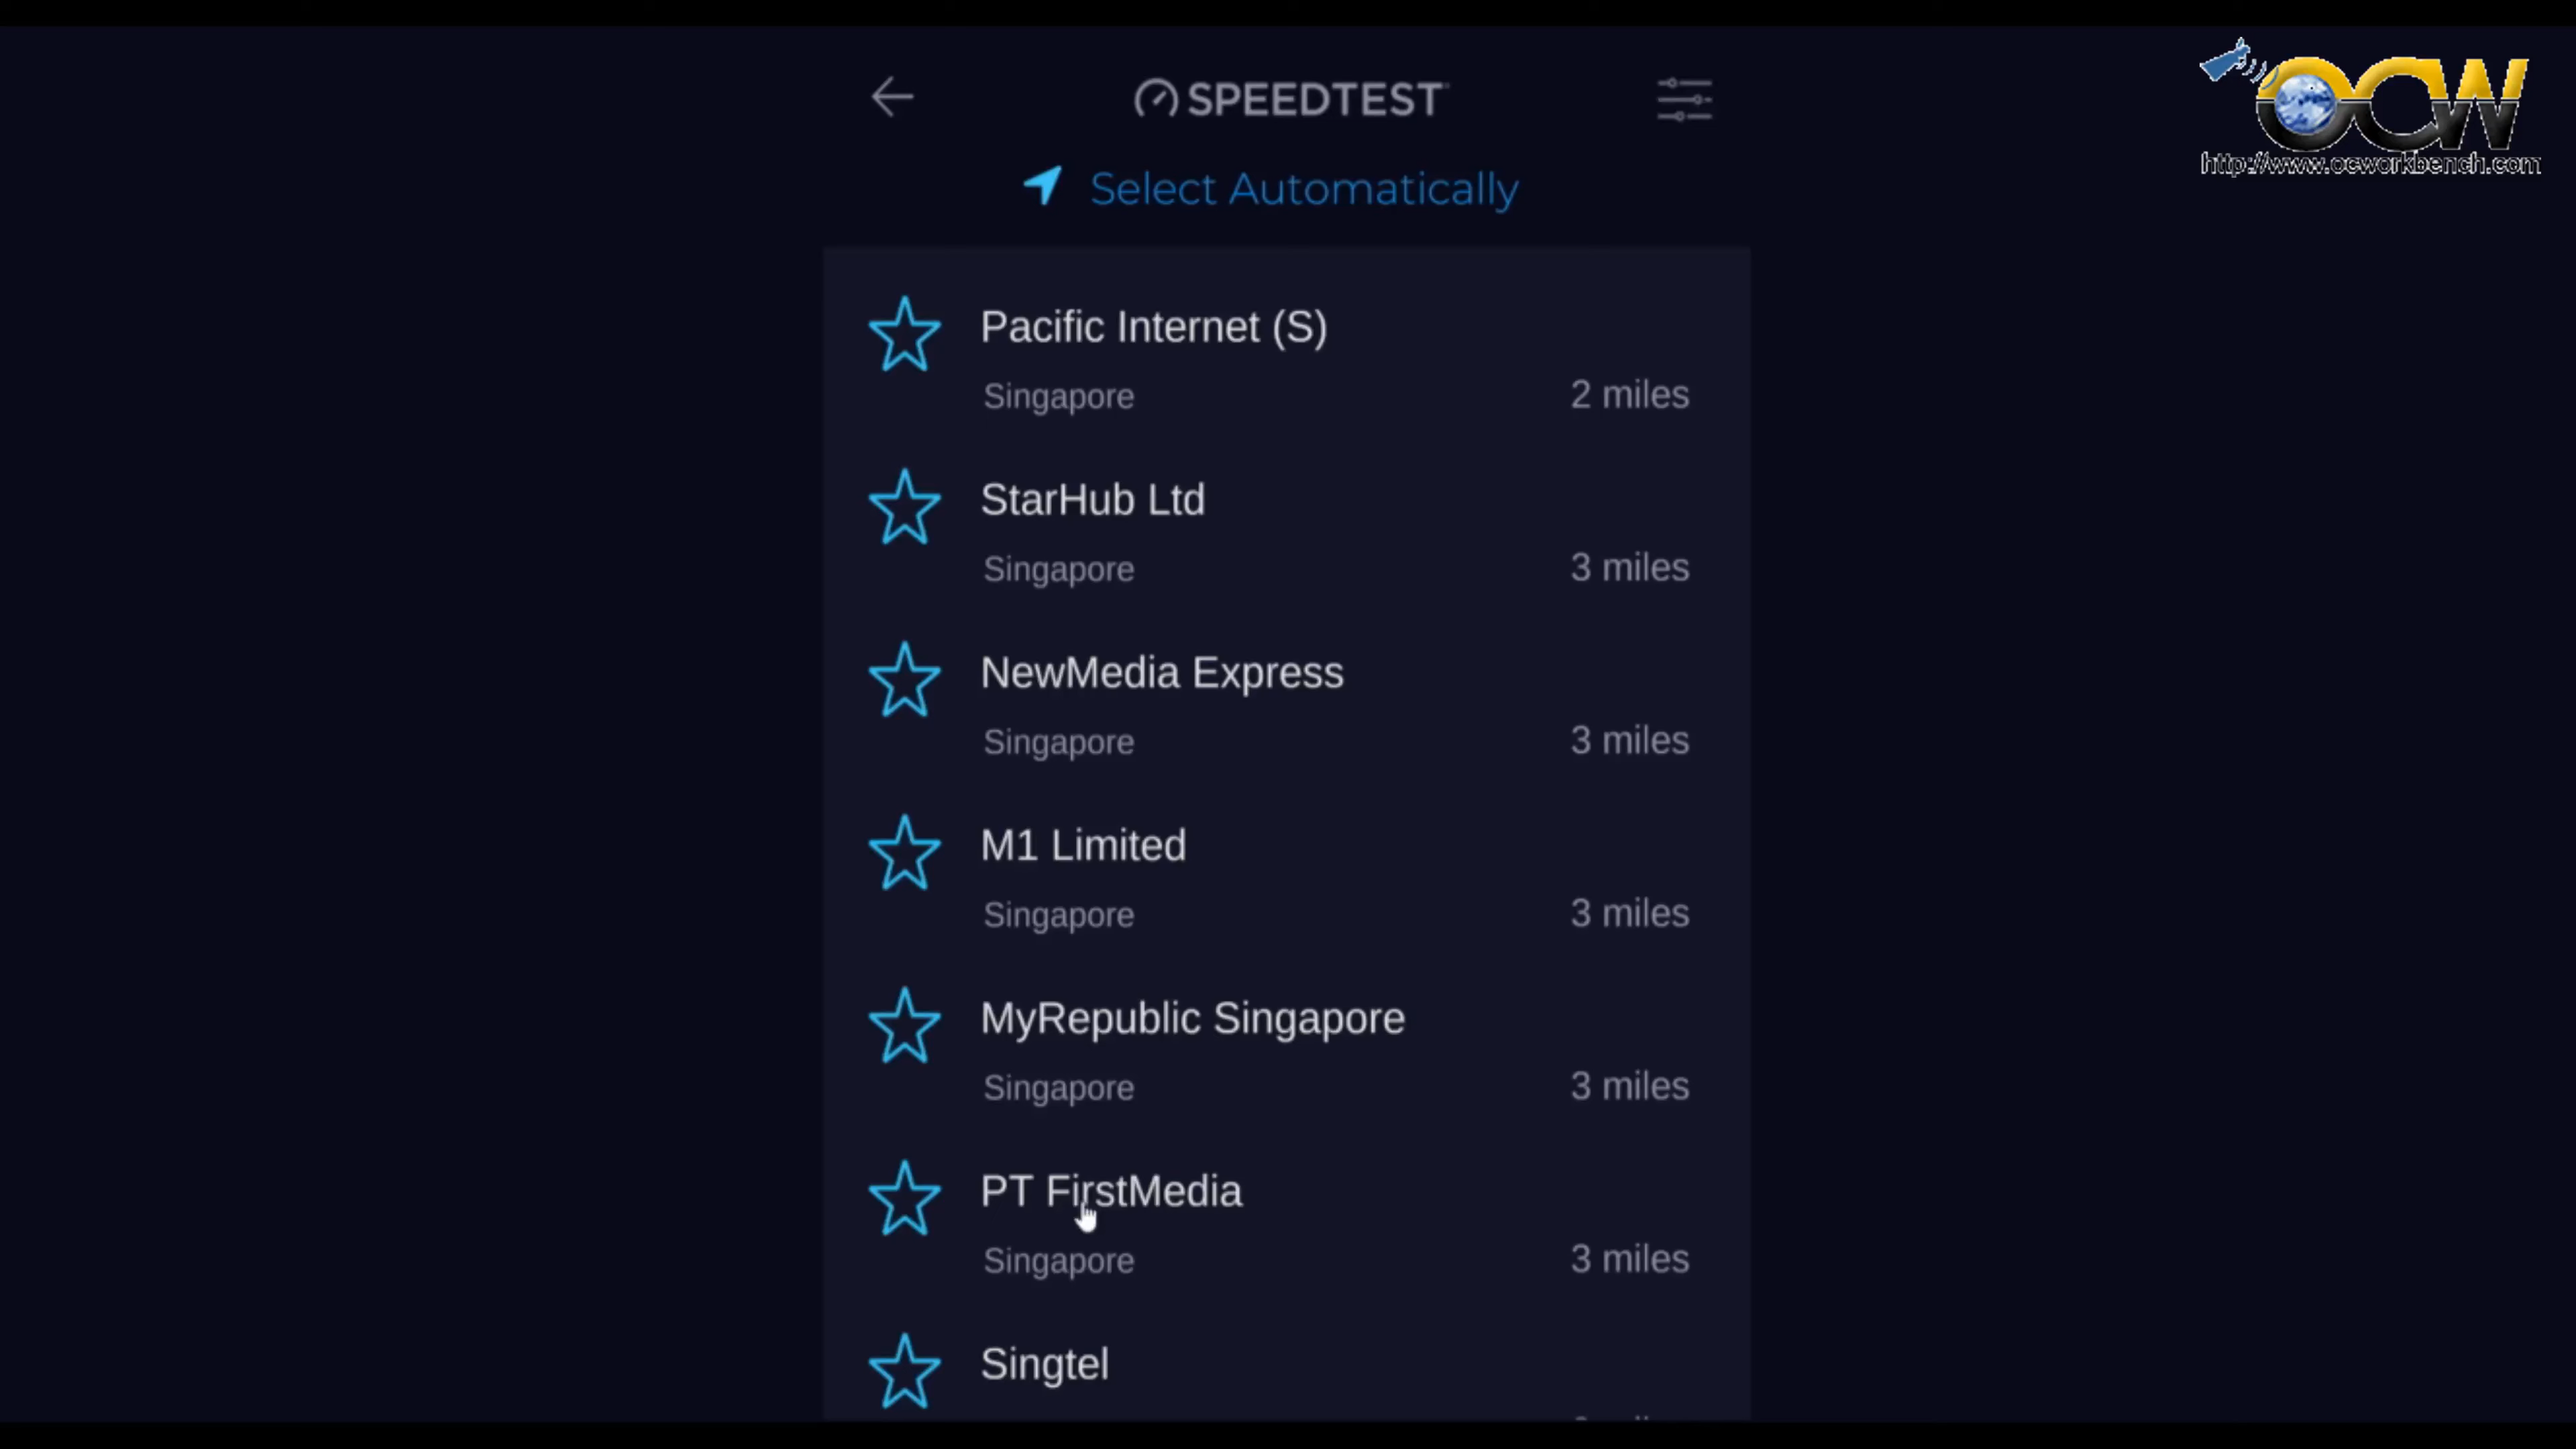 SPEEDTEST
OCW
http://www.ocworkbench.com
Select Automatically
Pacific Internet (S)
Singapore
2 miles
StarHub Ltd
Singapore
3 miles
NewMedia Express
Singapore
3 miles
M1 Limited
Singapore
3 miles
MyRepublic Singapore
Singapore
3 miles
PT FirstMedia
Singapore
3 miles
Singtel